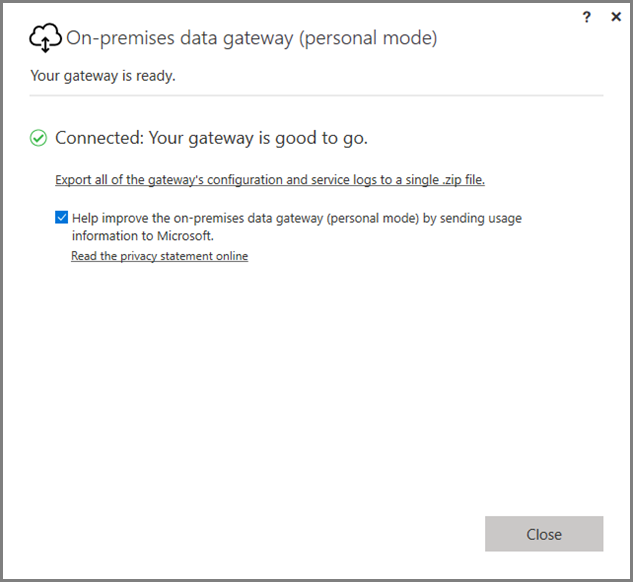 ? ×
On-premises data gateway (personal mode)
Your gateway is ready.
Connected: Your gateway is good to go.
Export all of the gateway's configuration and service logs to a single .zip file.
Help improve the on-premises data gateway (personal mode) by sending usage
information to Microsoft.
Read the privacy statement online
Close